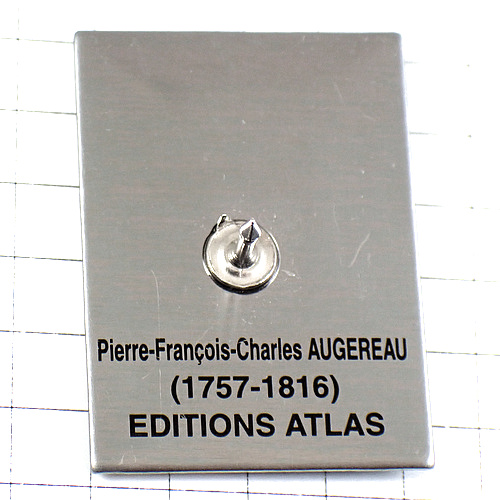 Pierre-François-Charles AUGEREAU
(1757-1816)
EDITIONS ATLAS